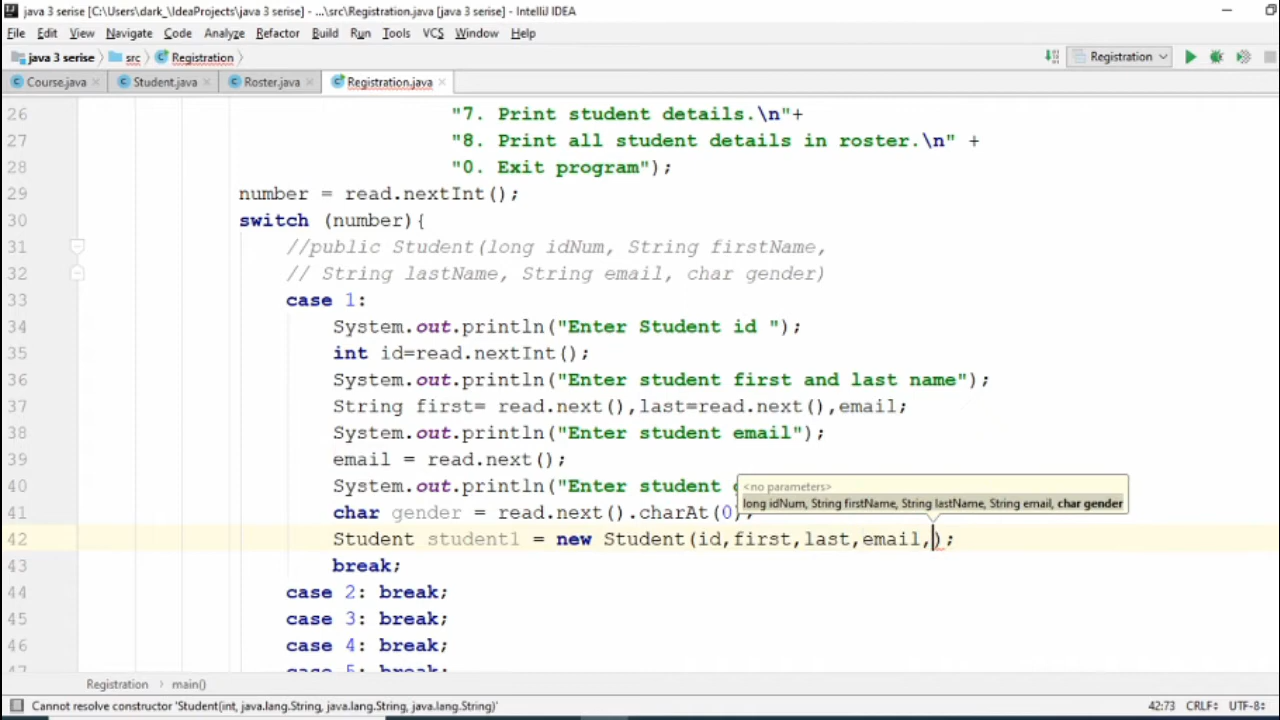 java 3 serise [C:\Users\dark_\IdeaProjects\java 3 serise] - ...\src\Registration.java [java 3 serise] - IntelliJ IDEA
File Edit View Navigate Code Analyze Refactor Build Run Tools VCS Window Help
java 3 serise src Registration Registration
Course.java Student.java Roster.java Registration.java
26 "7. Print student details.\n"+
27 "8. Print all student details in roster.\n" +
28 "0. Exit program");
29 number = read.nextInt();
30 switch (number){
31 //public Student(long idNum, String firstName,
32 // String lastName, String email, char gender)
33 case 1:
34 System.out.println("Enter Student id ");
35 int id=read.nextInt();
36 System.out.println("Enter student first and last name");
37 String first= read.next(),last=read.next(),email;
38 System.out.println("Enter student email");
39 email = read.next();
<no parameters>
40 System.out.println("Enter student
long idNum, String firstName, String lastName, String email, char gender
41 char gender = read.next().charAt(0);
42 Student student1 = new Student(id,first,last,email,);
43 break;
44 case 2: break;
45 case 3: break;
46 case 4: break;
47 case 5: break;
Registration main()
Cannot resolve constructor 'Student(int, java.lang.String, java.lang.String, java.lang.String)' 42:73 CRLF UTF-8